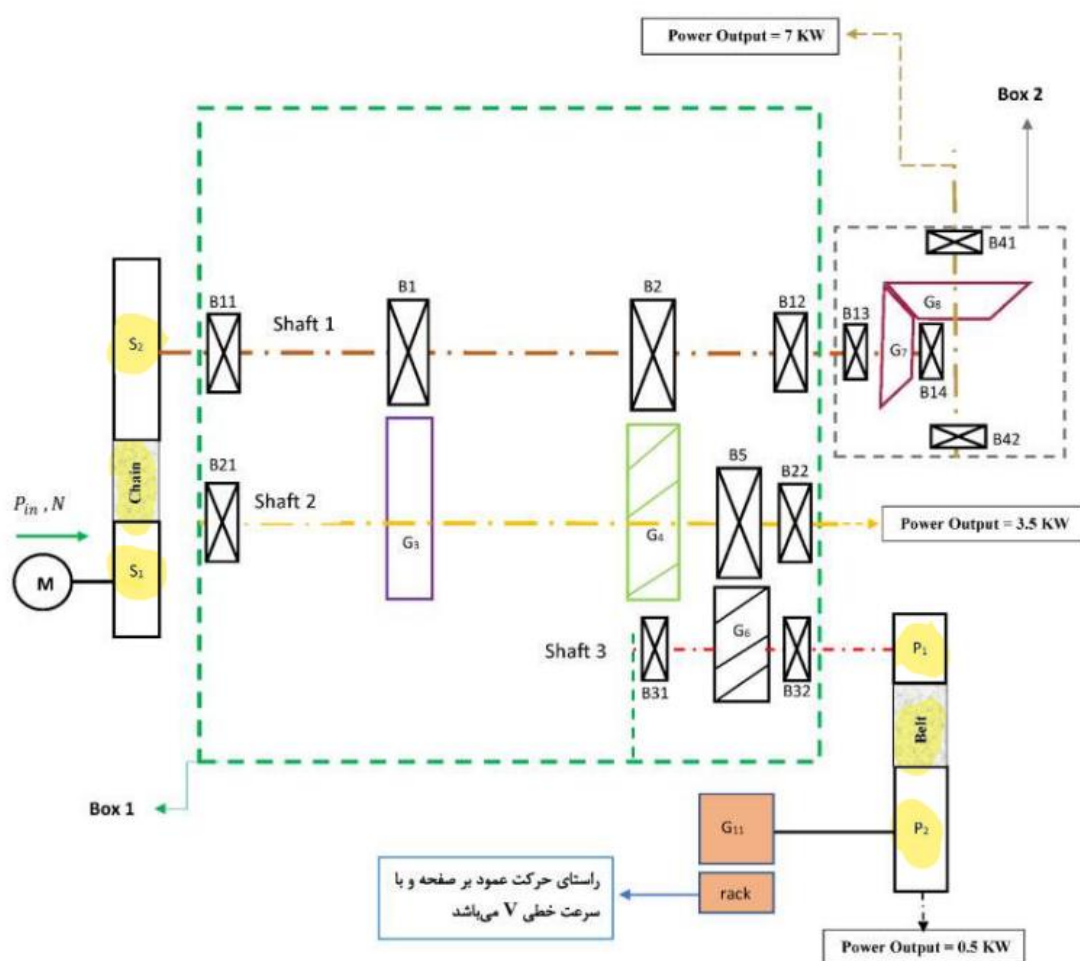 Power Output = 7 KW
Box 2
B41
B11
B1
B2
B12
Shaft 1
B13
G8
S2
G7
B14
B42
B21
B5
B22
Chain
Shaft 2
P_in , N
G3
G4
Power Output = 3.5 KW
M
S1
Shaft 3
G6
P1
B31
B32
Belt
Box 1
G11
P2
راستای حرکت عمود بر صفحه و با
سرعت خطی V می‌باشد
rack
Power Output = 0.5 KW